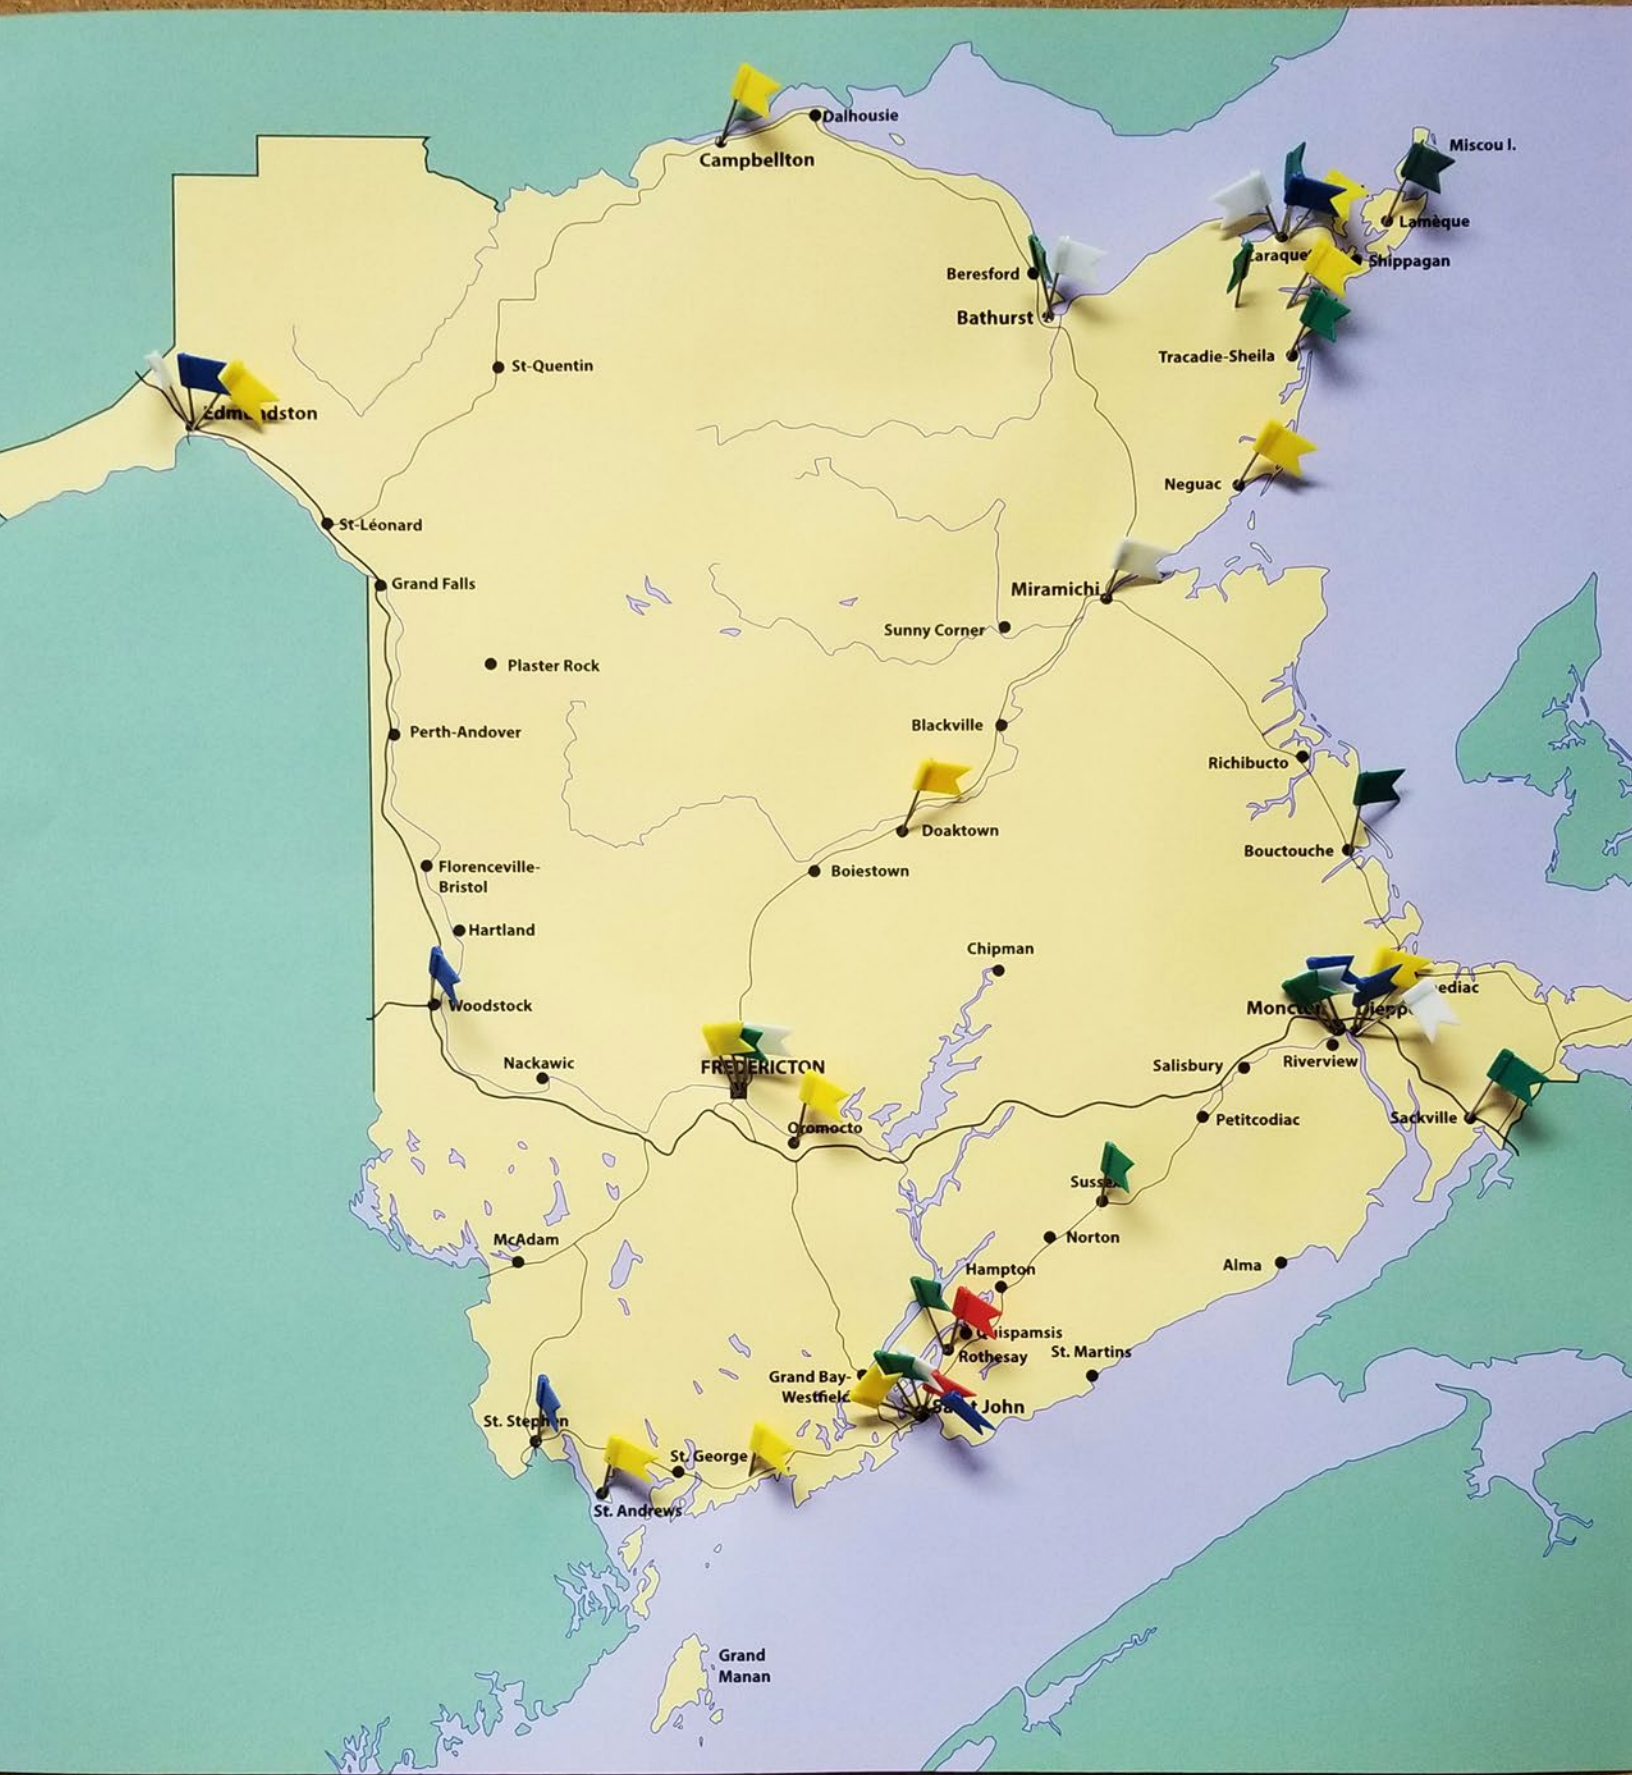 Dalhousie
Miscou I.
Campbellton
Lamèque
Shippagan
Beresford
Bathurst
Tracadie-Sheila
St-Quentin
Neguac
St-Léonard
Grand Falls
Miramichi
Sunny Corner
Plaster Rock
Blackville
Perth-Andover
Richibucto
Doaktown
Bouctouche
Florenceville-
Bristol
Boiestown
Hartland
Chipman
Woodstock
Nackawic
FREDERICTON
Riverview
Salisbury
Oromocto
Petitcodiac
Sackville
McAdam
Norton
Hampton
Alma
Rothesay
St. Martins
Grand Bay-
St. George
St. Andrews
Grand
Manan